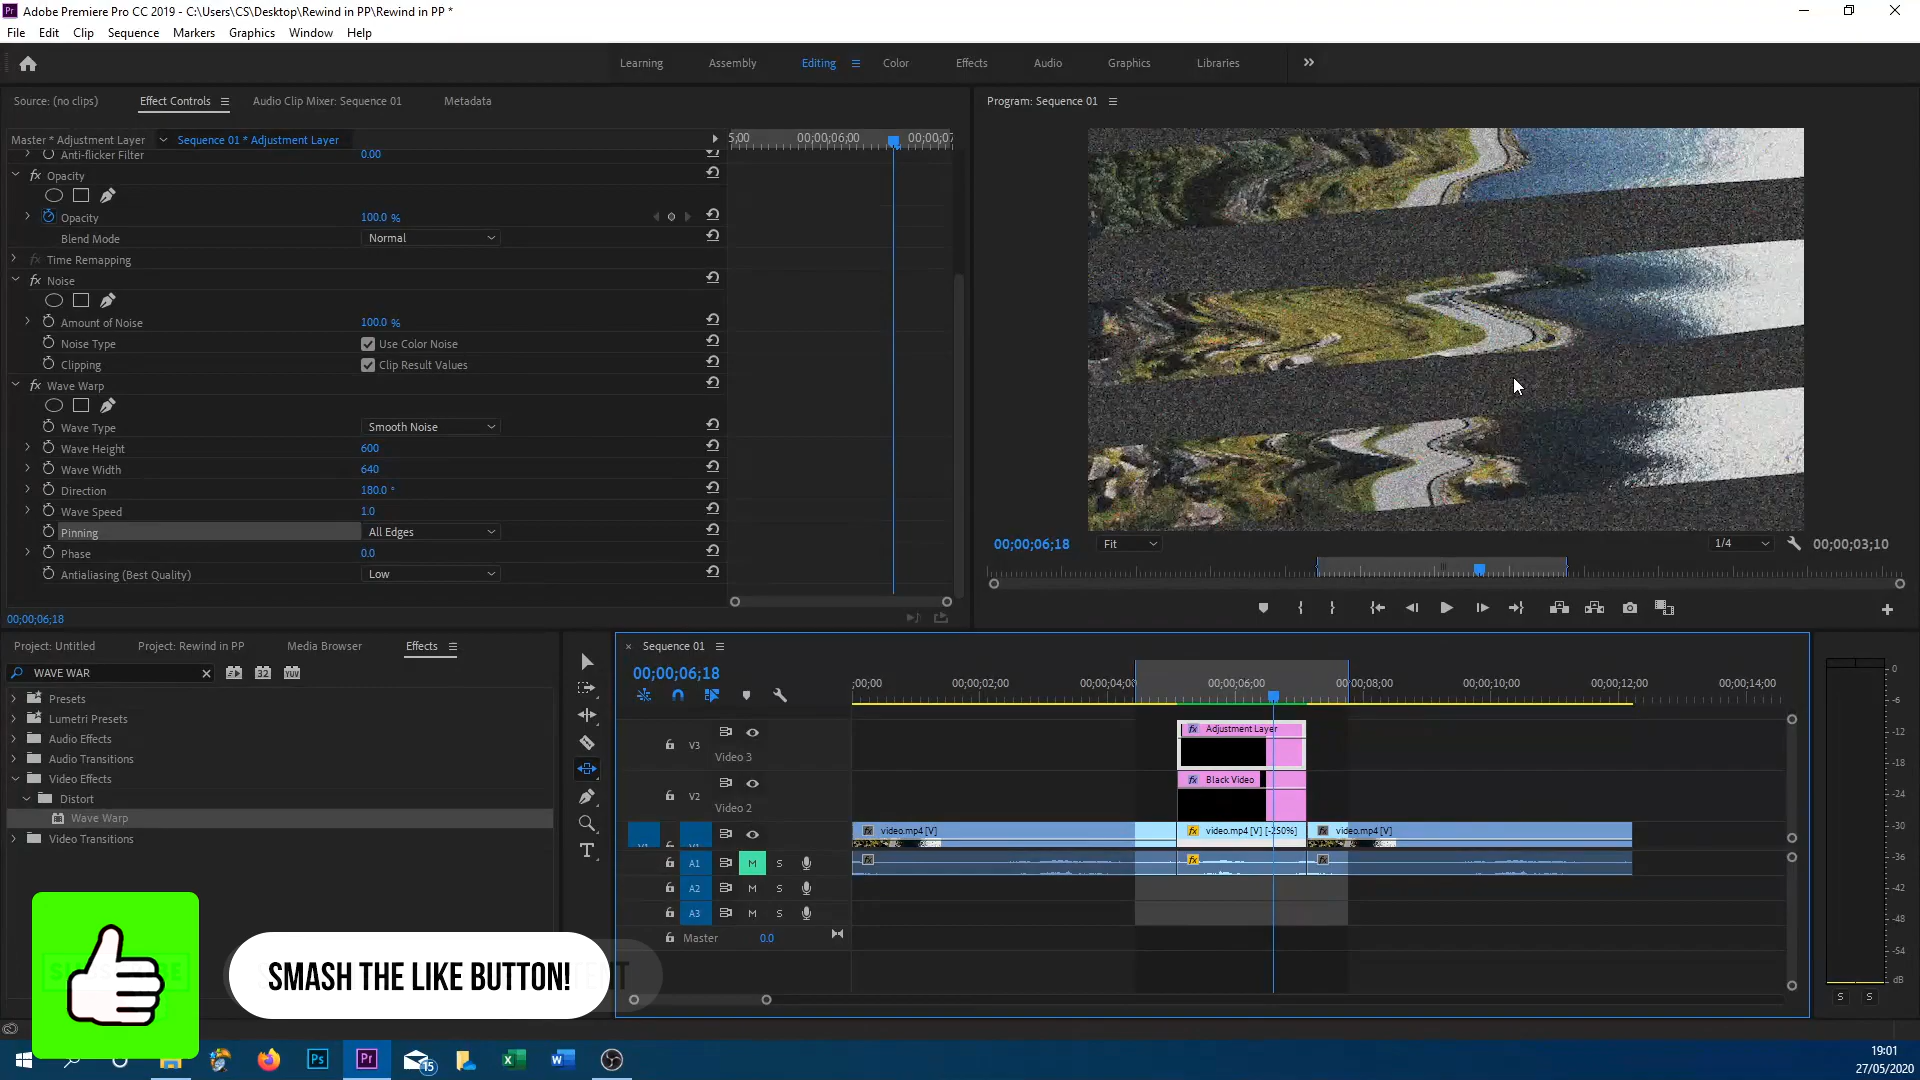 Adobe Premiere Pro CC 2019 - C:\Users\CS\Desktop\Rewind in PP\Rewind in PP *
File Edit Clip Sequence Markers Graphics Window Help
Learning Assembly Editing Color Effects Audio Graphics Libraries
Source: (no clips) Effect Controls Audio Clip Mixer: Sequence 01 Metadata
Program: Sequence 01
Master * Adjustment Layer Sequence 01 * Adjustment Layer
5;00 00;00;06;00 00;00;07
Anti-flicker Filter 0.00
fx Opacity
Opacity 100.0 %
Blend Mode Normal
fx Time Remapping
fx Noise
Amount of Noise 100.0 %
Noise Type Use Color Noise
Clipping Clip Result Values
fx Wave Warp
Wave Type Smooth Noise
Wave Height 600
Wave Width 640
Direction 180.0 °
Wave Speed 1.0
Pinning All Edges
Phase 0.0
Antialiasing (Best Quality) Low
00;00;06;18
00;00;06;18 Fit 1/4 00;00;03;10
Project: Untitled Project: Rewind in PP Media Browser Effects
WAVE WAR 32 YUV
Presets
Lumetri Presets
Audio Effects
Audio Transitions
Video Effects
Distort
Wave Warp
Video Transitions
Sequence 01
00;00;06;18
;00;00 00;00;02;00 00;00;04;00 00;00;06;00 00;00;08;00 00;00;10;00 00;00;12;00 00;00;14;00
fx Adjustment Layer
V3
Video 3
fx Black Video
V2
Video 2
fx video.mp4 [V] fx video.mp4 [V] [-250%] fx video.mp4 [V]
A1 M S
A2 M S
A3 M S
Master 0.0
0
-6
-12
-18
-24
-30
-36
-42
-48
-54
dB
S S
SMASH THE LIKE BUTTON!
Ps Pr 15
19:01
27/05/2020